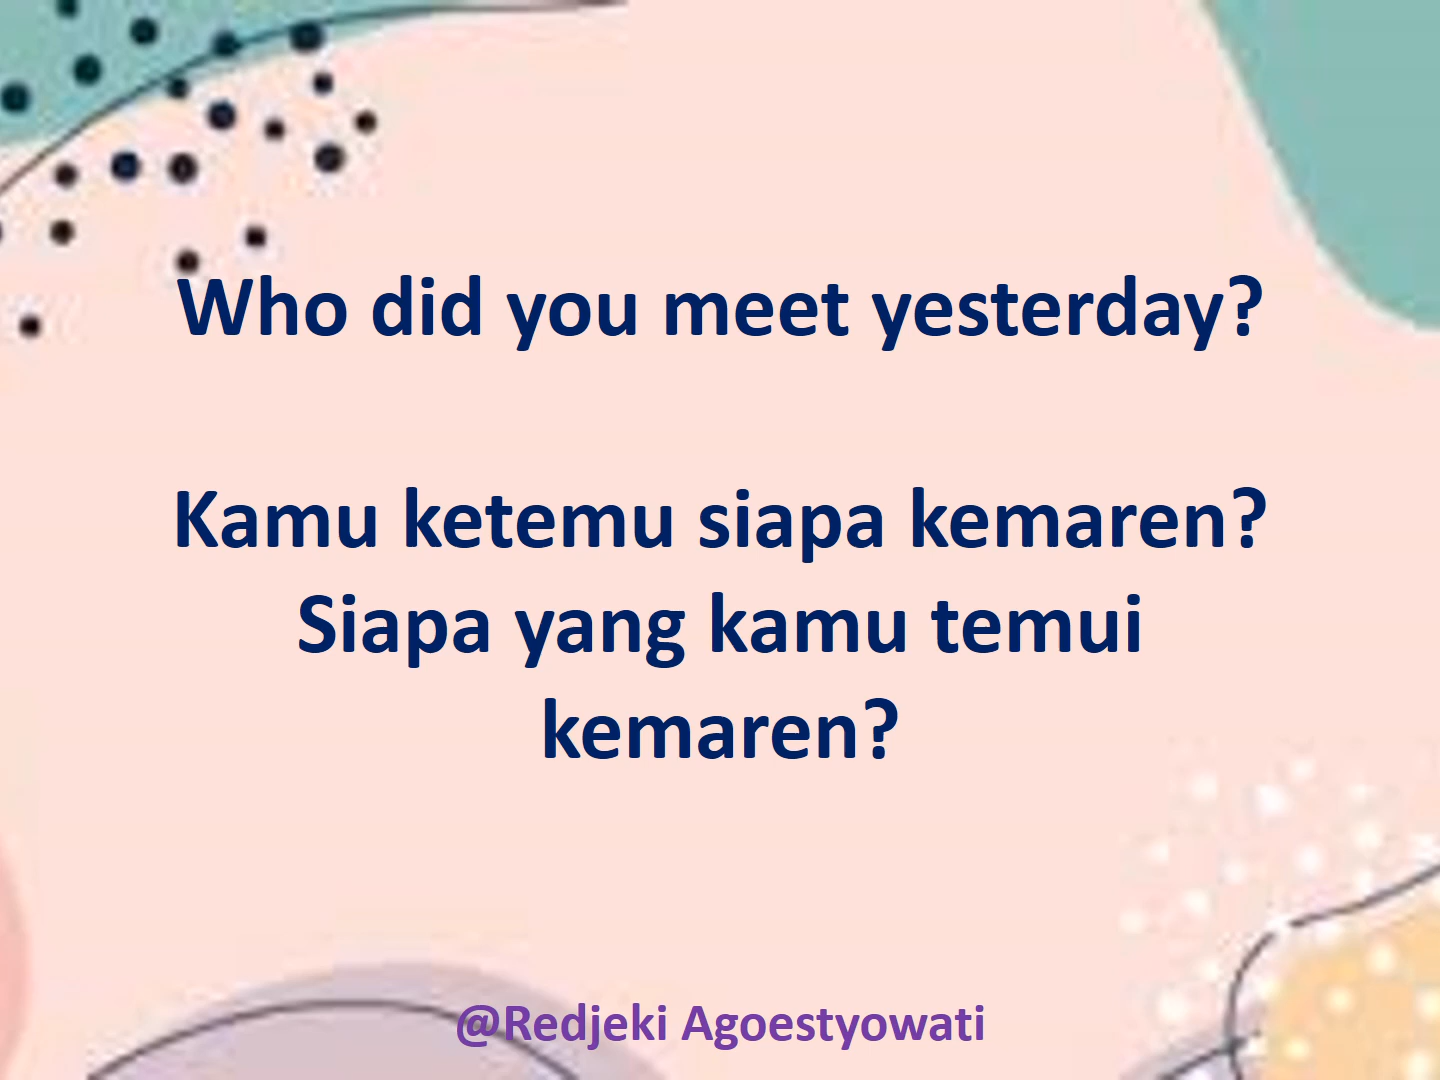 Who did you meet yesterday?
Kamu ketemu siapa kemaren?
Siapa yang kamu temui
kemaren?
@Redjeki Agoestyowati